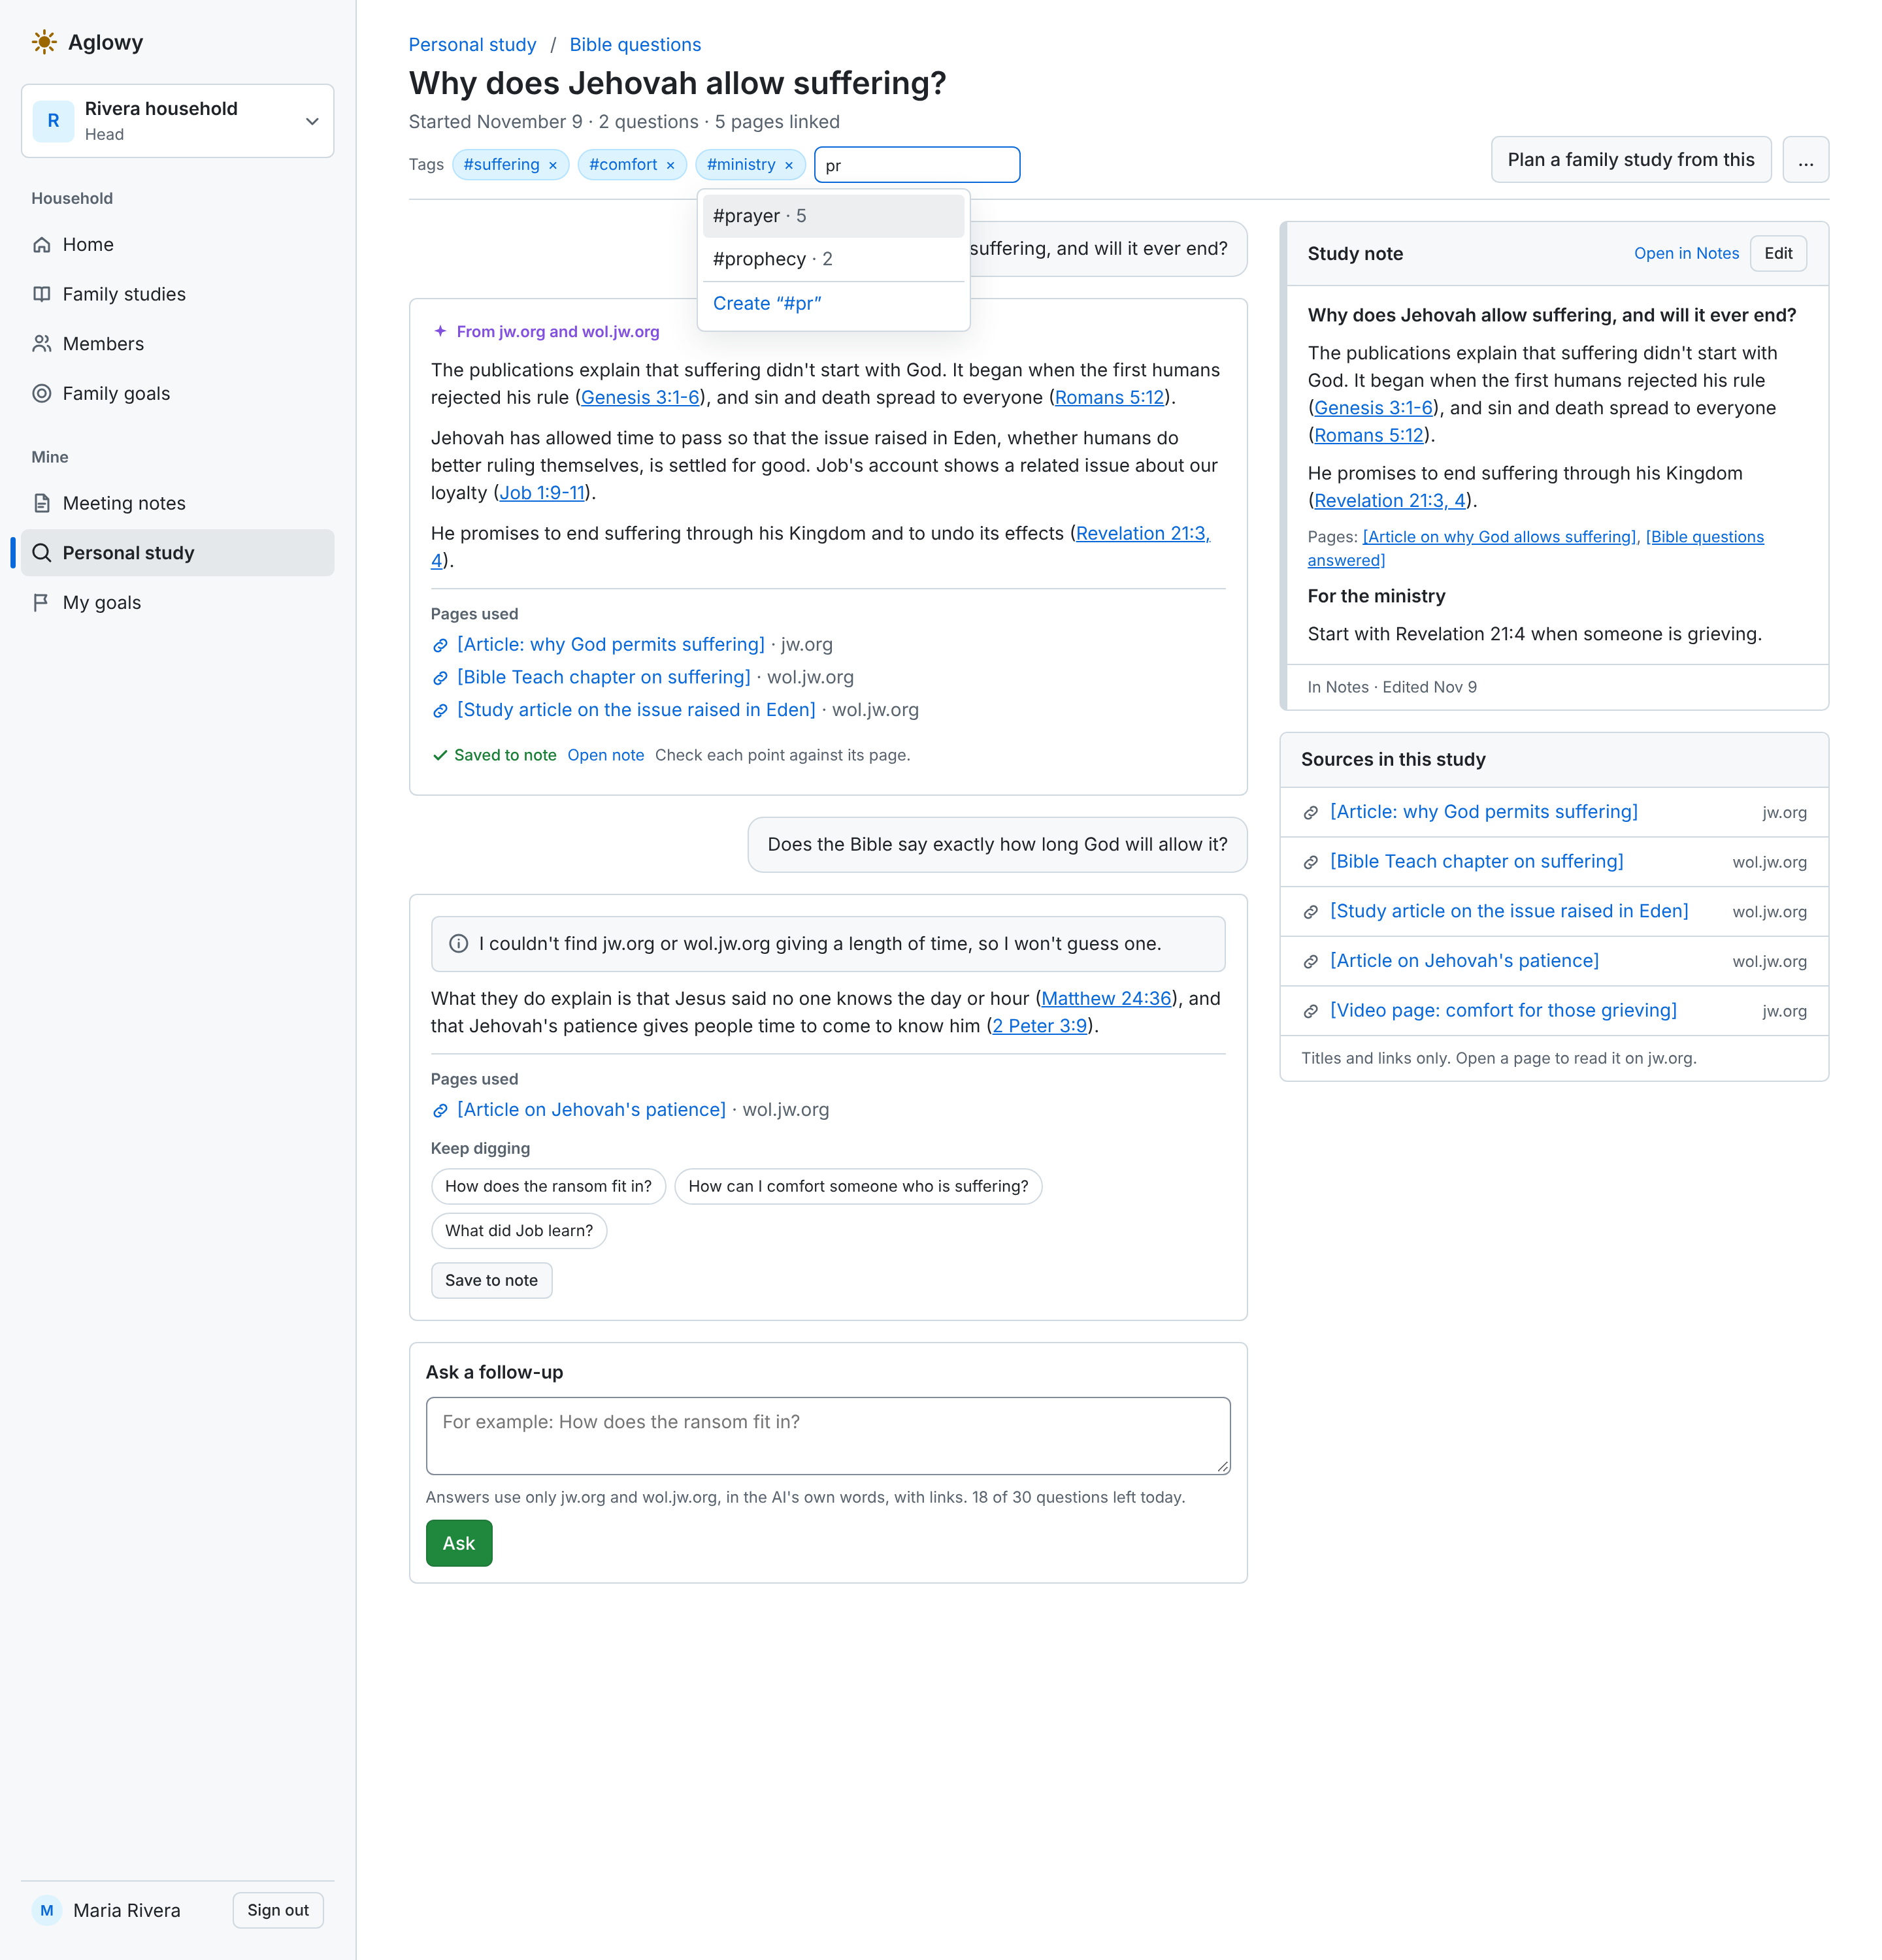 Aglowy
R
Rivera household
Head
Household
Home
Family studies
Members
Family goals
Mine
Meeting notes
Personal study
My goals
M
Maria Rivera
Sign out
Personal study / Bible questions
Why does Jehovah allow suffering?
Started November 9 · 2 questions · 5 pages linked
Tags #suffering × #comfort × #ministry × pr
Plan a family study from this
...
#prayer · 5
#prophecy · 2
Create “#pr”
suffering, and will it ever end?
From jw.org and wol.jw.org
The publications explain that suffering didn't start with God. It began when the first humans
rejected his rule (Genesis 3:1-6), and sin and death spread to everyone (Romans 5:12).
Jehovah has allowed time to pass so that the issue raised in Eden, whether humans do
better ruling themselves, is settled for good. Job's account shows a related issue about our
loyalty (Job 1:9-11).
He promises to end suffering through his Kingdom and to undo its effects (Revelation 21:3,
4).
Pages used
[Article: why God permits suffering] · jw.org
[Bible Teach chapter on suffering] · wol.jw.org
[Study article on the issue raised in Eden] · wol.jw.org
Saved to note Open note Check each point against its page.
Does the Bible say exactly how long God will allow it?
I couldn't find jw.org or wol.jw.org giving a length of time, so I won't guess one.
What they do explain is that Jesus said no one knows the day or hour (Matthew 24:36), and
that Jehovah's patience gives people time to come to know him (2 Peter 3:9).
Pages used
[Article on Jehovah's patience] · wol.jw.org
Keep digging
How does the ransom fit in?
How can I comfort someone who is suffering?
What did Job learn?
Save to note
Ask a follow-up
For example: How does the ransom fit in?
Answers use only jw.org and wol.jw.org, in the AI's own words, with links. 18 of 30 questions left today.
Ask
Study note
Open in Notes
Edit
Why does Jehovah allow suffering, and will it ever end?
The publications explain that suffering didn't start with
God. It began when the first humans rejected his rule
(Genesis 3:1-6), and sin and death spread to everyone
(Romans 5:12).
He promises to end suffering through his Kingdom
(Revelation 21:3, 4).
Pages: [Article on why God allows suffering], [Bible questions
answered]
For the ministry
Start with Revelation 21:4 when someone is grieving.
In Notes · Edited Nov 9
Sources in this study
[Article: why God permits suffering] jw.org
[Bible Teach chapter on suffering] wol.jw.org
[Study article on the issue raised in Eden] wol.jw.org
[Article on Jehovah's patience] wol.jw.org
[Video page: comfort for those grieving] jw.org
Titles and links only. Open a page to read it on jw.org.